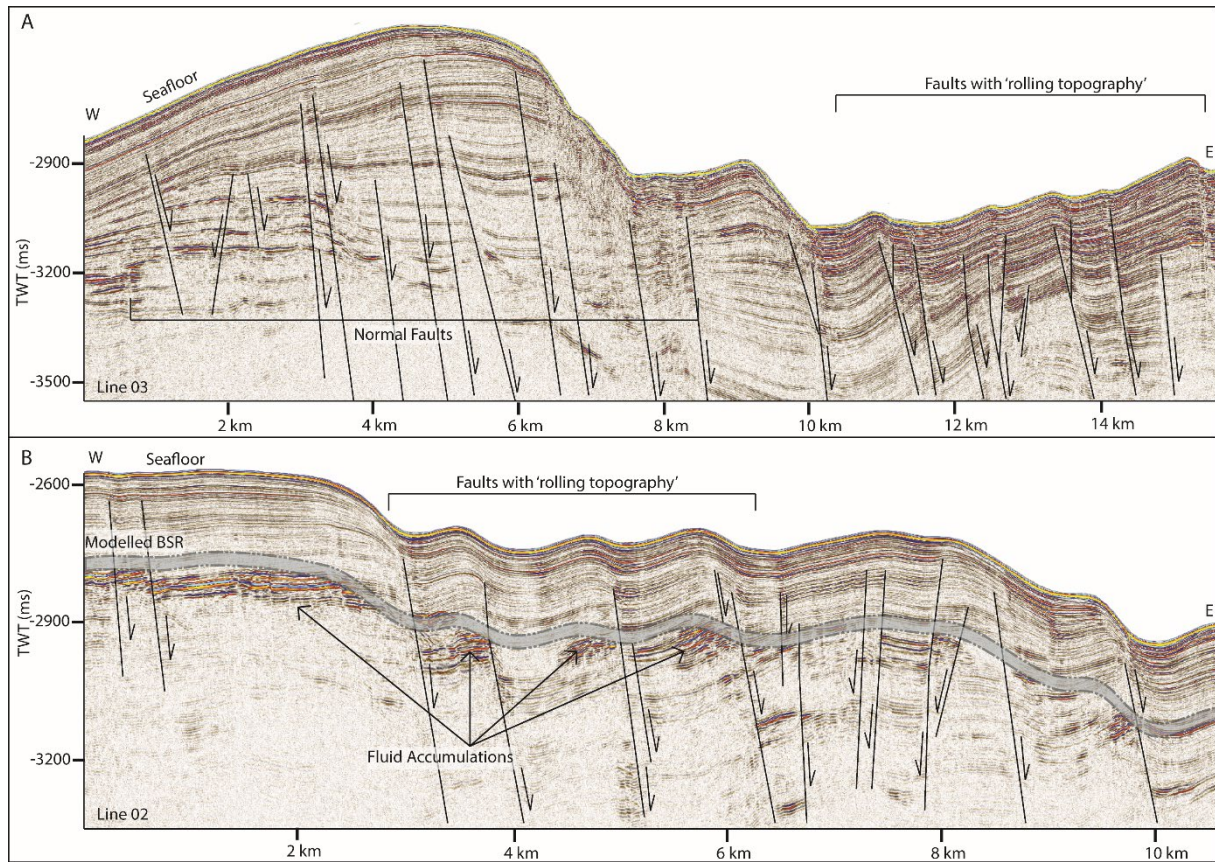 A
Seafloor
W
Faults with 'rolling topography'
E
-2900
-3200
-3500
TWT (ms)
Normal Faults
Line 03
2 km
4 km
6 km
8 km
10 km
12 km
14 km
B
W
Seafloor
Faults with 'rolling topography'
-2600
Modelled BSR
-2900
E
-3200
TWT (ms)
Fluid Accumulations
Line 02
2 km
4 km
6 km
8 km
10 km